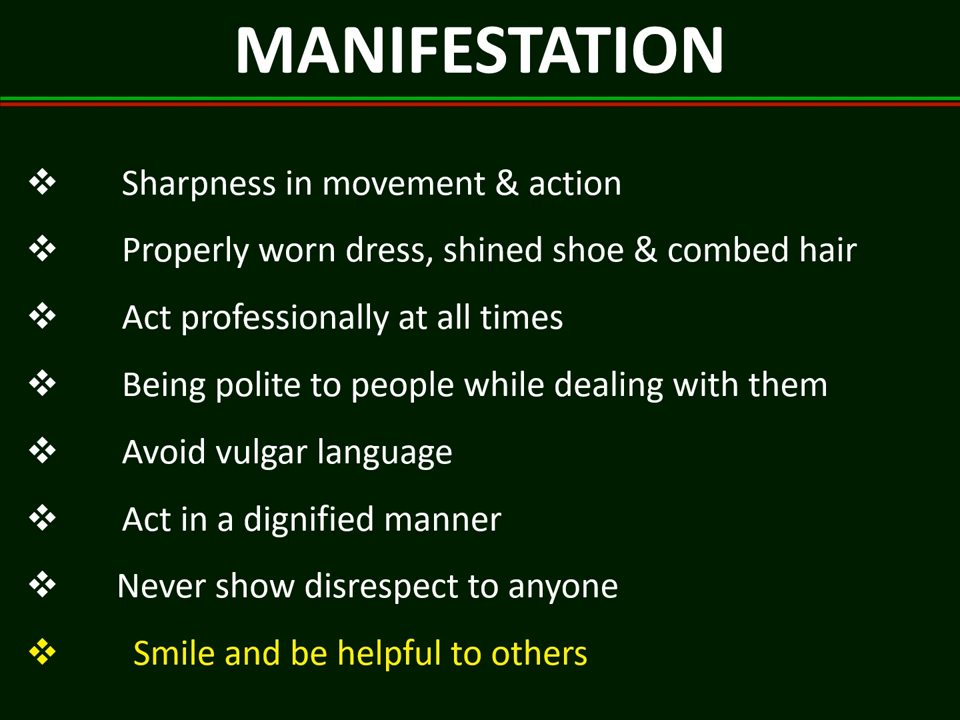 MANIFESTATION
❖ Sharpness in movement & action
❖ Properly worn dress, shined shoe & combed hair
❖ Act professionally at all times
❖ Being polite to people while dealing with them
❖ Avoid vulgar language
❖ Act in a dignified manner
❖ Never show disrespect to anyone
❖ Smile and be helpful to others